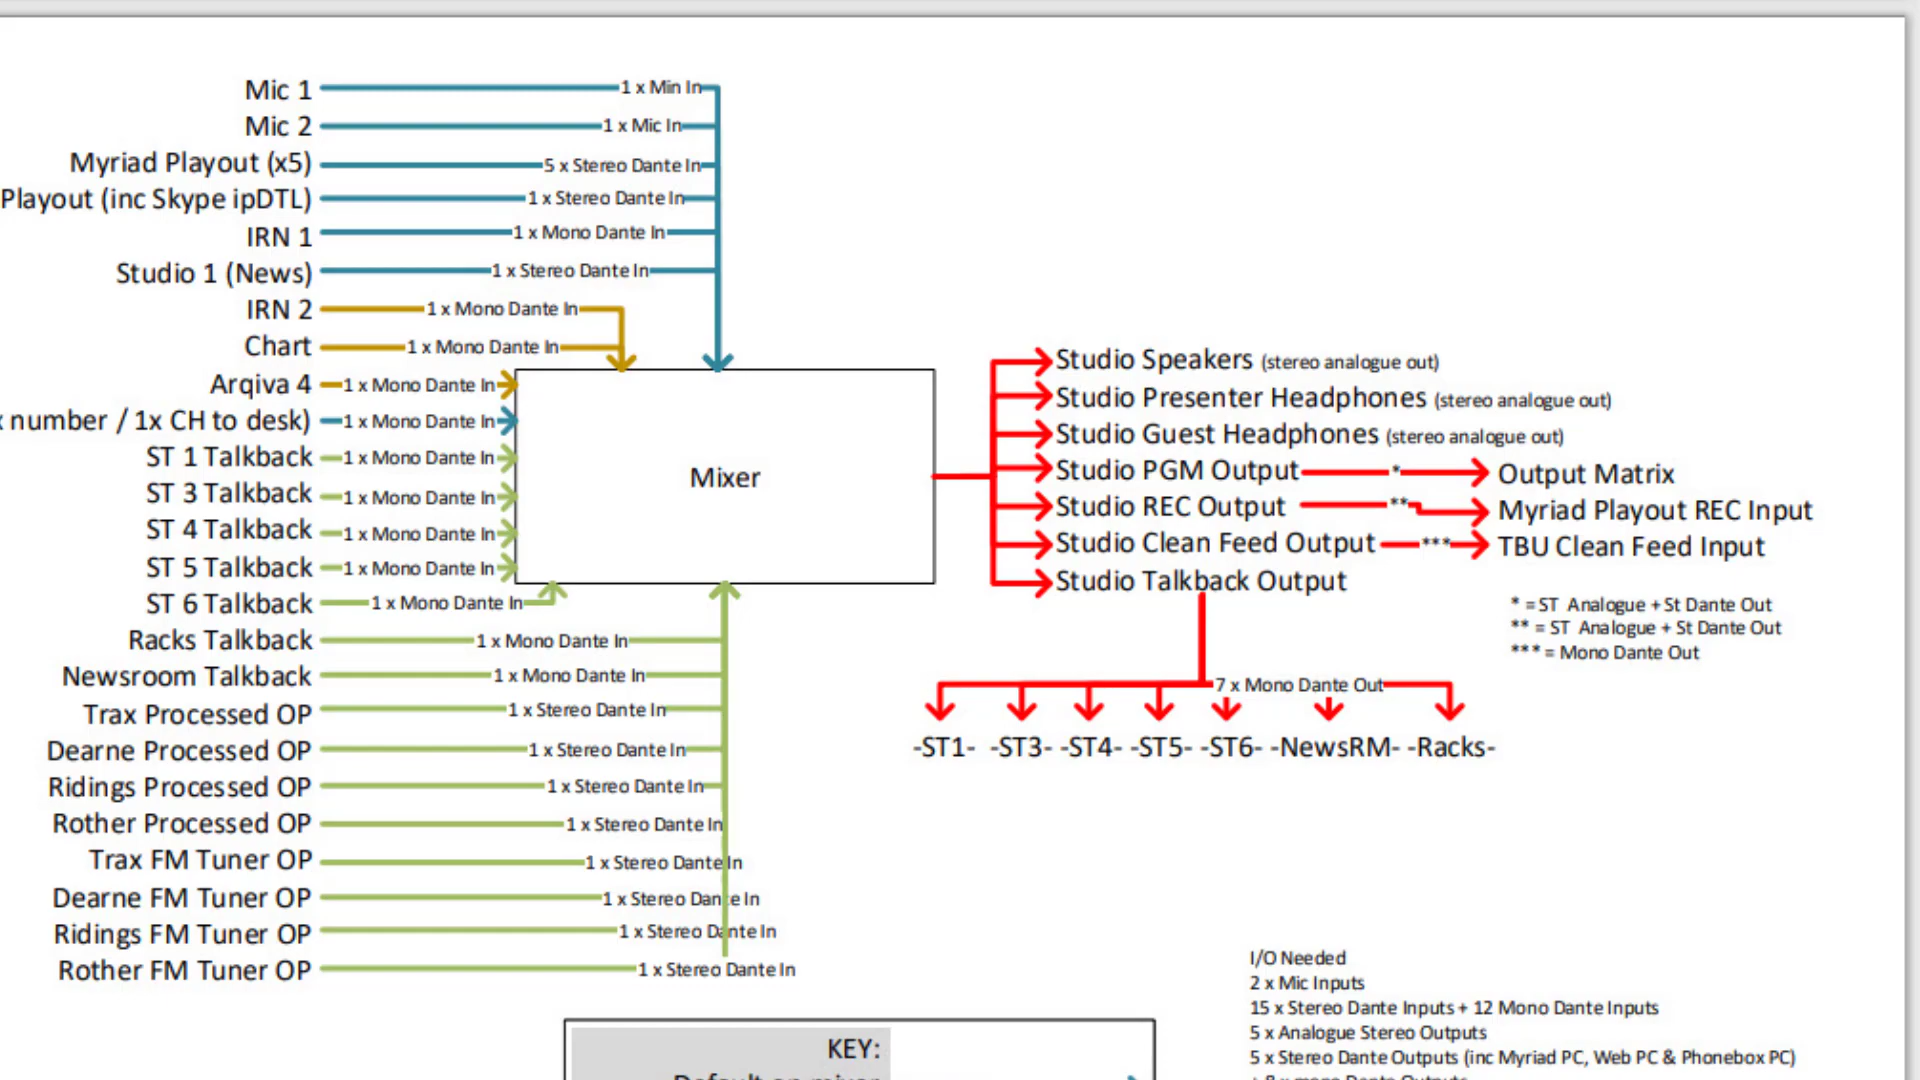 Mic 1 1 x Min In
Mic 2 1 x Mic In
Myriad Playout (x5) 5 x Stereo Dante In
Playout (inc Skype ipDTL) 1 x Stereo Dante In
IRN 1 1 x Mono Dante In
Studio 1 (News) 1 x Stereo Dante In
IRN 2 1 x Mono Dante In
Chart 1 x Mono Dante In
Arqiva 4 1 x Mono Dante In
number / 1x CH to desk) 1 x Mono Dante In
ST 1 Talkback 1 x Mono Dante In
ST 3 Talkback 1 x Mono Dante In
ST 4 Talkback 1 x Mono Dante In
ST 5 Talkback 1 x Mono Dante In
ST 6 Talkback 1 x Mono Dante In
Racks Talkback 1 x Mono Dante In
Newsroom Talkback 1 x Mono Dante In
Trax Processed OP 1 x Stereo Dante In
Dearne Processed OP 1 x Stereo Dante In
Ridings Processed OP 1 x Stereo Dante In
Rother Processed OP 1 x Stereo Dante In
Trax FM Tuner OP 1 x Stereo Dante In
Dearne FM Tuner OP 1 x Stereo Dante In
Ridings FM Tuner OP 1 x Stereo Dante In
Rother FM Tuner OP 1 x Stereo Dante In
Mixer
Studio Speakers (stereo analogue out)
Studio Presenter Headphones (stereo analogue out)
Studio Guest Headphones (stereo analogue out)
Studio PGM Output * Output Matrix
Studio REC Output ** Myriad Playout REC Input
Studio Clean Feed Output *** TBU Clean Feed Input
Studio Talkback Output
* = ST Analogue + St Dante Out
** = ST Analogue + St Dante Out
*** = Mono Dante Out
7 x Mono Dante Out
-ST1- -ST3- -ST4- -ST5- -ST6- -NewsRM- -Racks-
I/O Needed
2 x Mic Inputs
15 x Stereo Dante Inputs + 12 Mono Dante Inputs
5 x Analogue Stereo Outputs
5 x Stereo Dante Outputs (inc Myriad PC, Web PC & Phonebox PC)
+ 8 x mono Dante Outputs
KEY:
Default on mixer